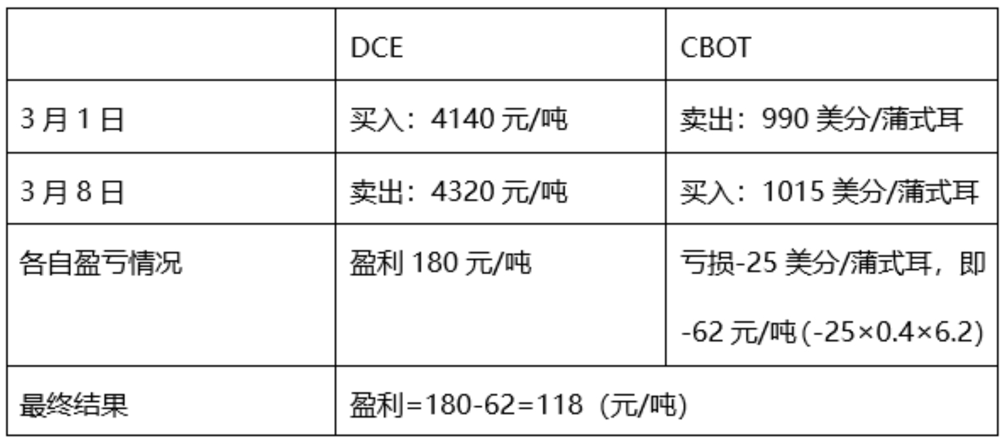 DCE CBOT
3 月 1 日 买入：4140 元/吨 卖出：990 美分/蒲式耳
3 月 8 日 卖出：4320 元/吨 买入：1015 美分/蒲式耳
各自盈亏情况 盈利 180 元/吨 亏损-25 美分/蒲式耳，即
-62 元/吨(-25×0.4×6.2)
最终结果 盈利=180-62=118（元/吨）